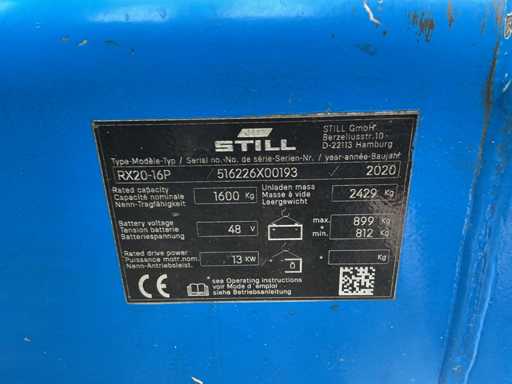 STILL
STILL GmbH
Berzeliusstr.10
D-22113 Hamburg
Type-Modèle-Typ / Serial no.-No. de série-Serien-Nr. / year-année-Baujahr
RX20-16P / 516226X00193 / 2020
Rated capacity
Capacité nominale
Nenn-Tragfähigkeit
1600 Kg
Unladen mass
Masse à vide
Leergewicht
2429 Kg
Battery voltage
Tension batterie
Batteriespannung
48 V
max. 899 Kg
* min. 812 Kg
Rated drive power
Puissance motr.nom.
Nenn-Antriebsleist.
13 KW
* Kg
CE
*see Operating instructions
voir Mode d'emploi
siehe Betriebsanleitung